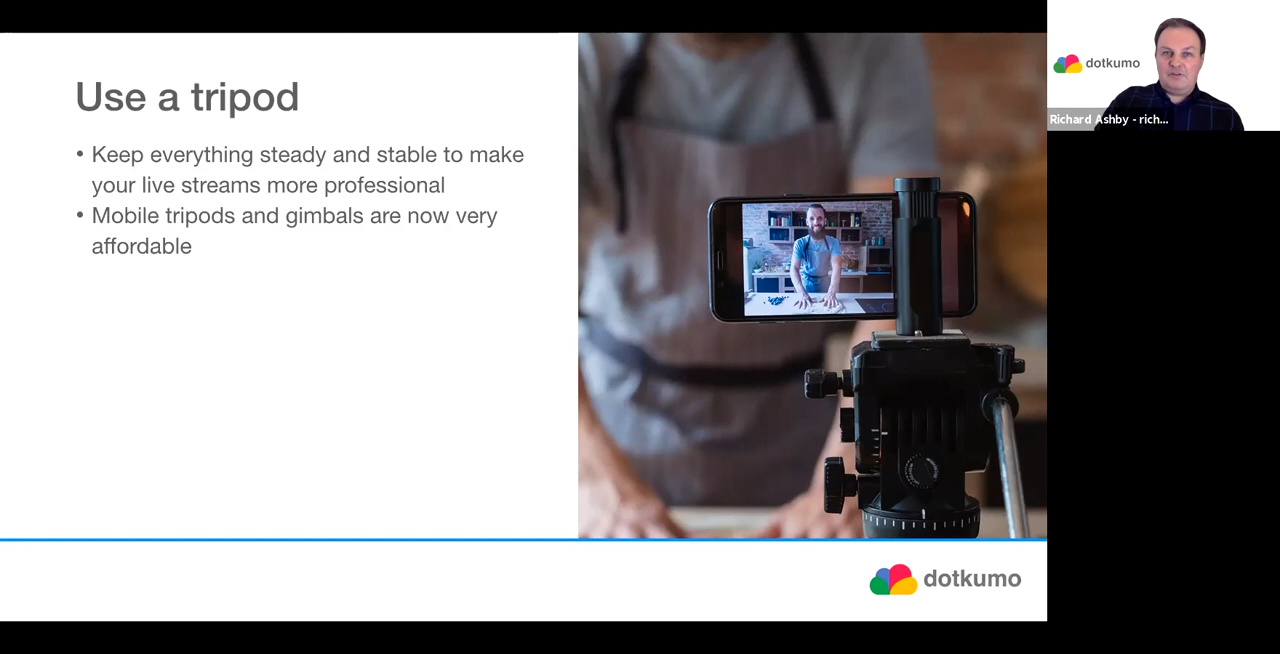 Use a tripod
• Keep everything steady and stable to make
your live streams more professional
• Mobile tripods and gimbals are now very
affordable
dotkumo
dotkumo
Richard Ashby - rich...